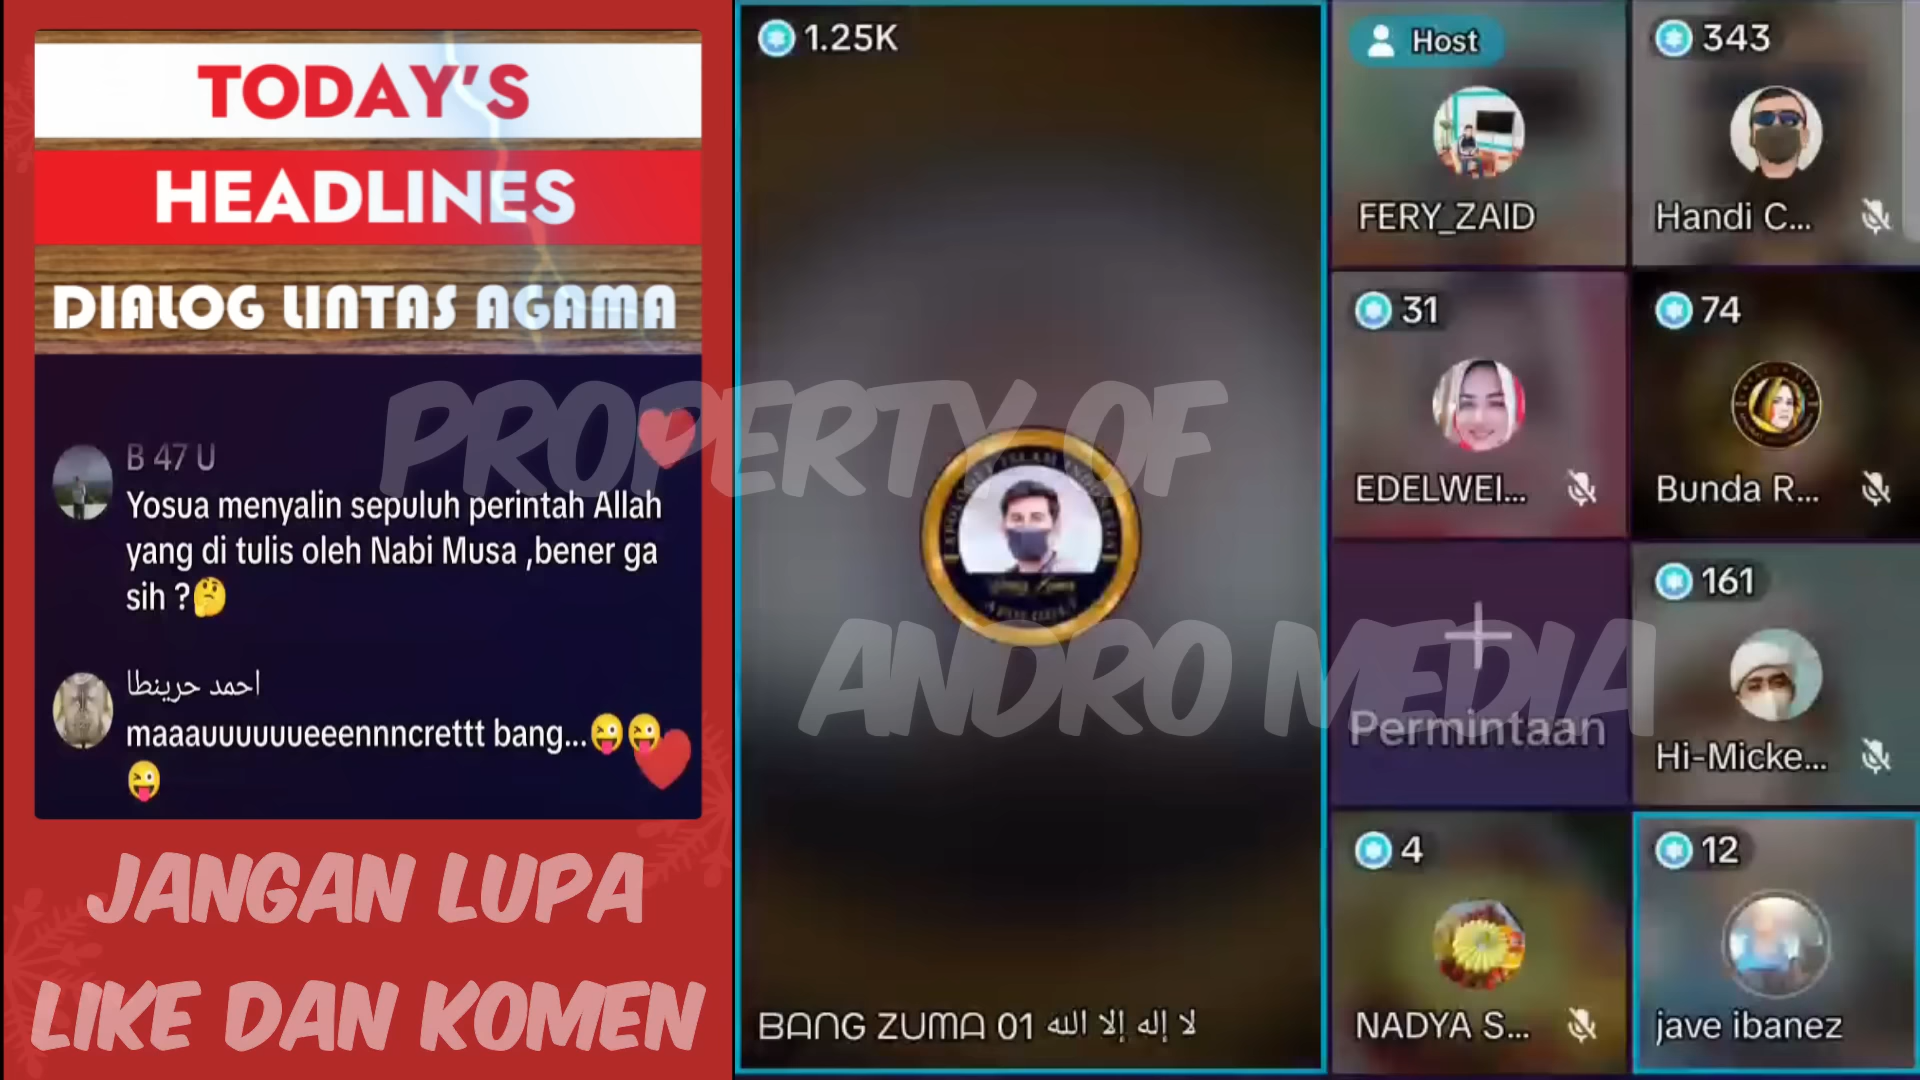 TODAY'S
HEADLINES
DIALOG LINTAS AGAMA
B 47 U
Yosua menyalin sepuluh perintah Allah
yang di tulis oleh Nabi Musa ,bener ga
sih ?🤔
احمد حرينطا
maaauuuuuueeennncrettt bang...😜😜
😜
JANGAN LUPA
LIKE DAN KOMEN
PROPERTY OF
ANDRO MEDIA
1.25K
BANG ZUMA 01 لا إله إلا الله
Host
FERY_ZAID
343
Handi C...
31
EDELWEI...
74
Bunda R...
Permintaan
161
Hi-Micke...
4
NADYA S...
12
jave ibanez